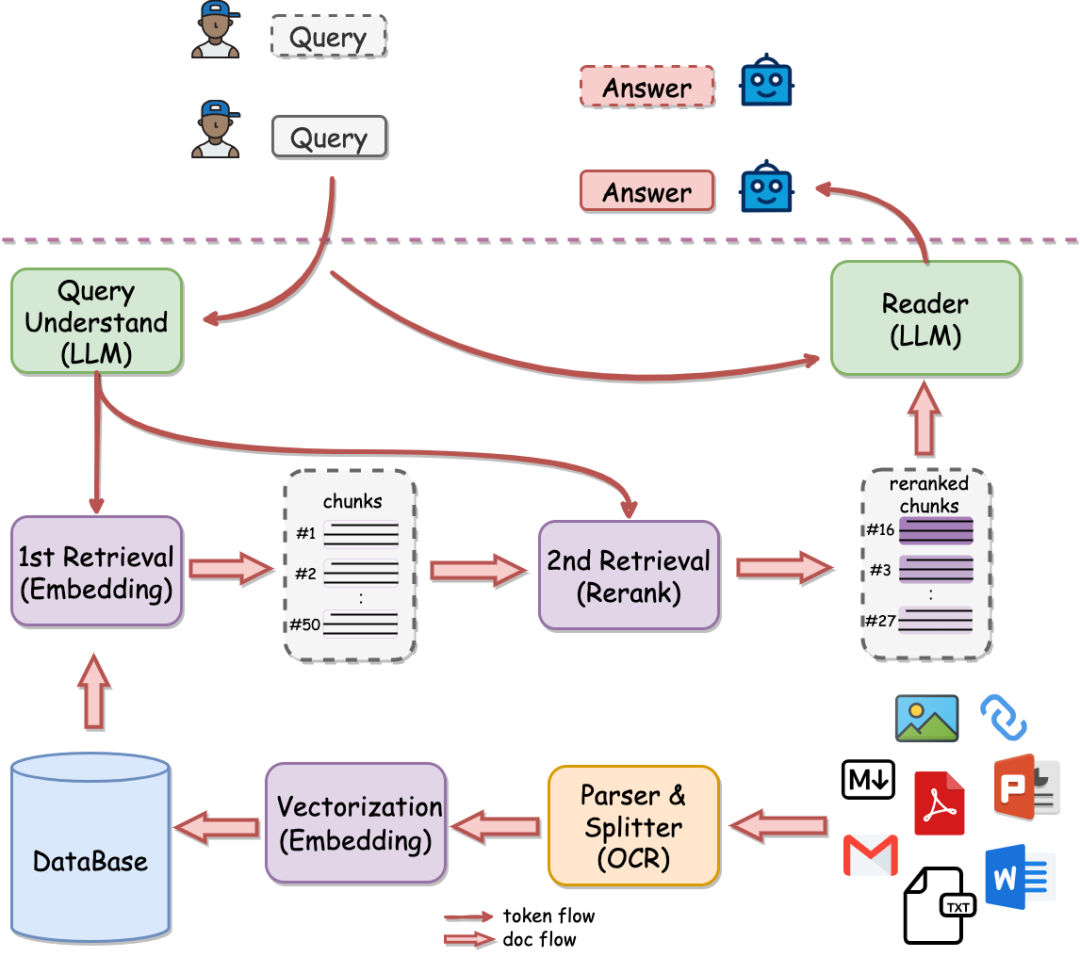 Query
Answer
Query
Answer
Query
Understand
(LLM)
Reader
(LLM)
1st Retrieval
(Embedding)
chunks
#1
#2
:
#50
2nd Retrieval
(Rerank)
reranked
chunks
#16
#3
:
#27
DataBase
Vectorization
(Embedding)
Parser &
Splitter
(OCR)
M
P
W
TXT
token flow
doc flow